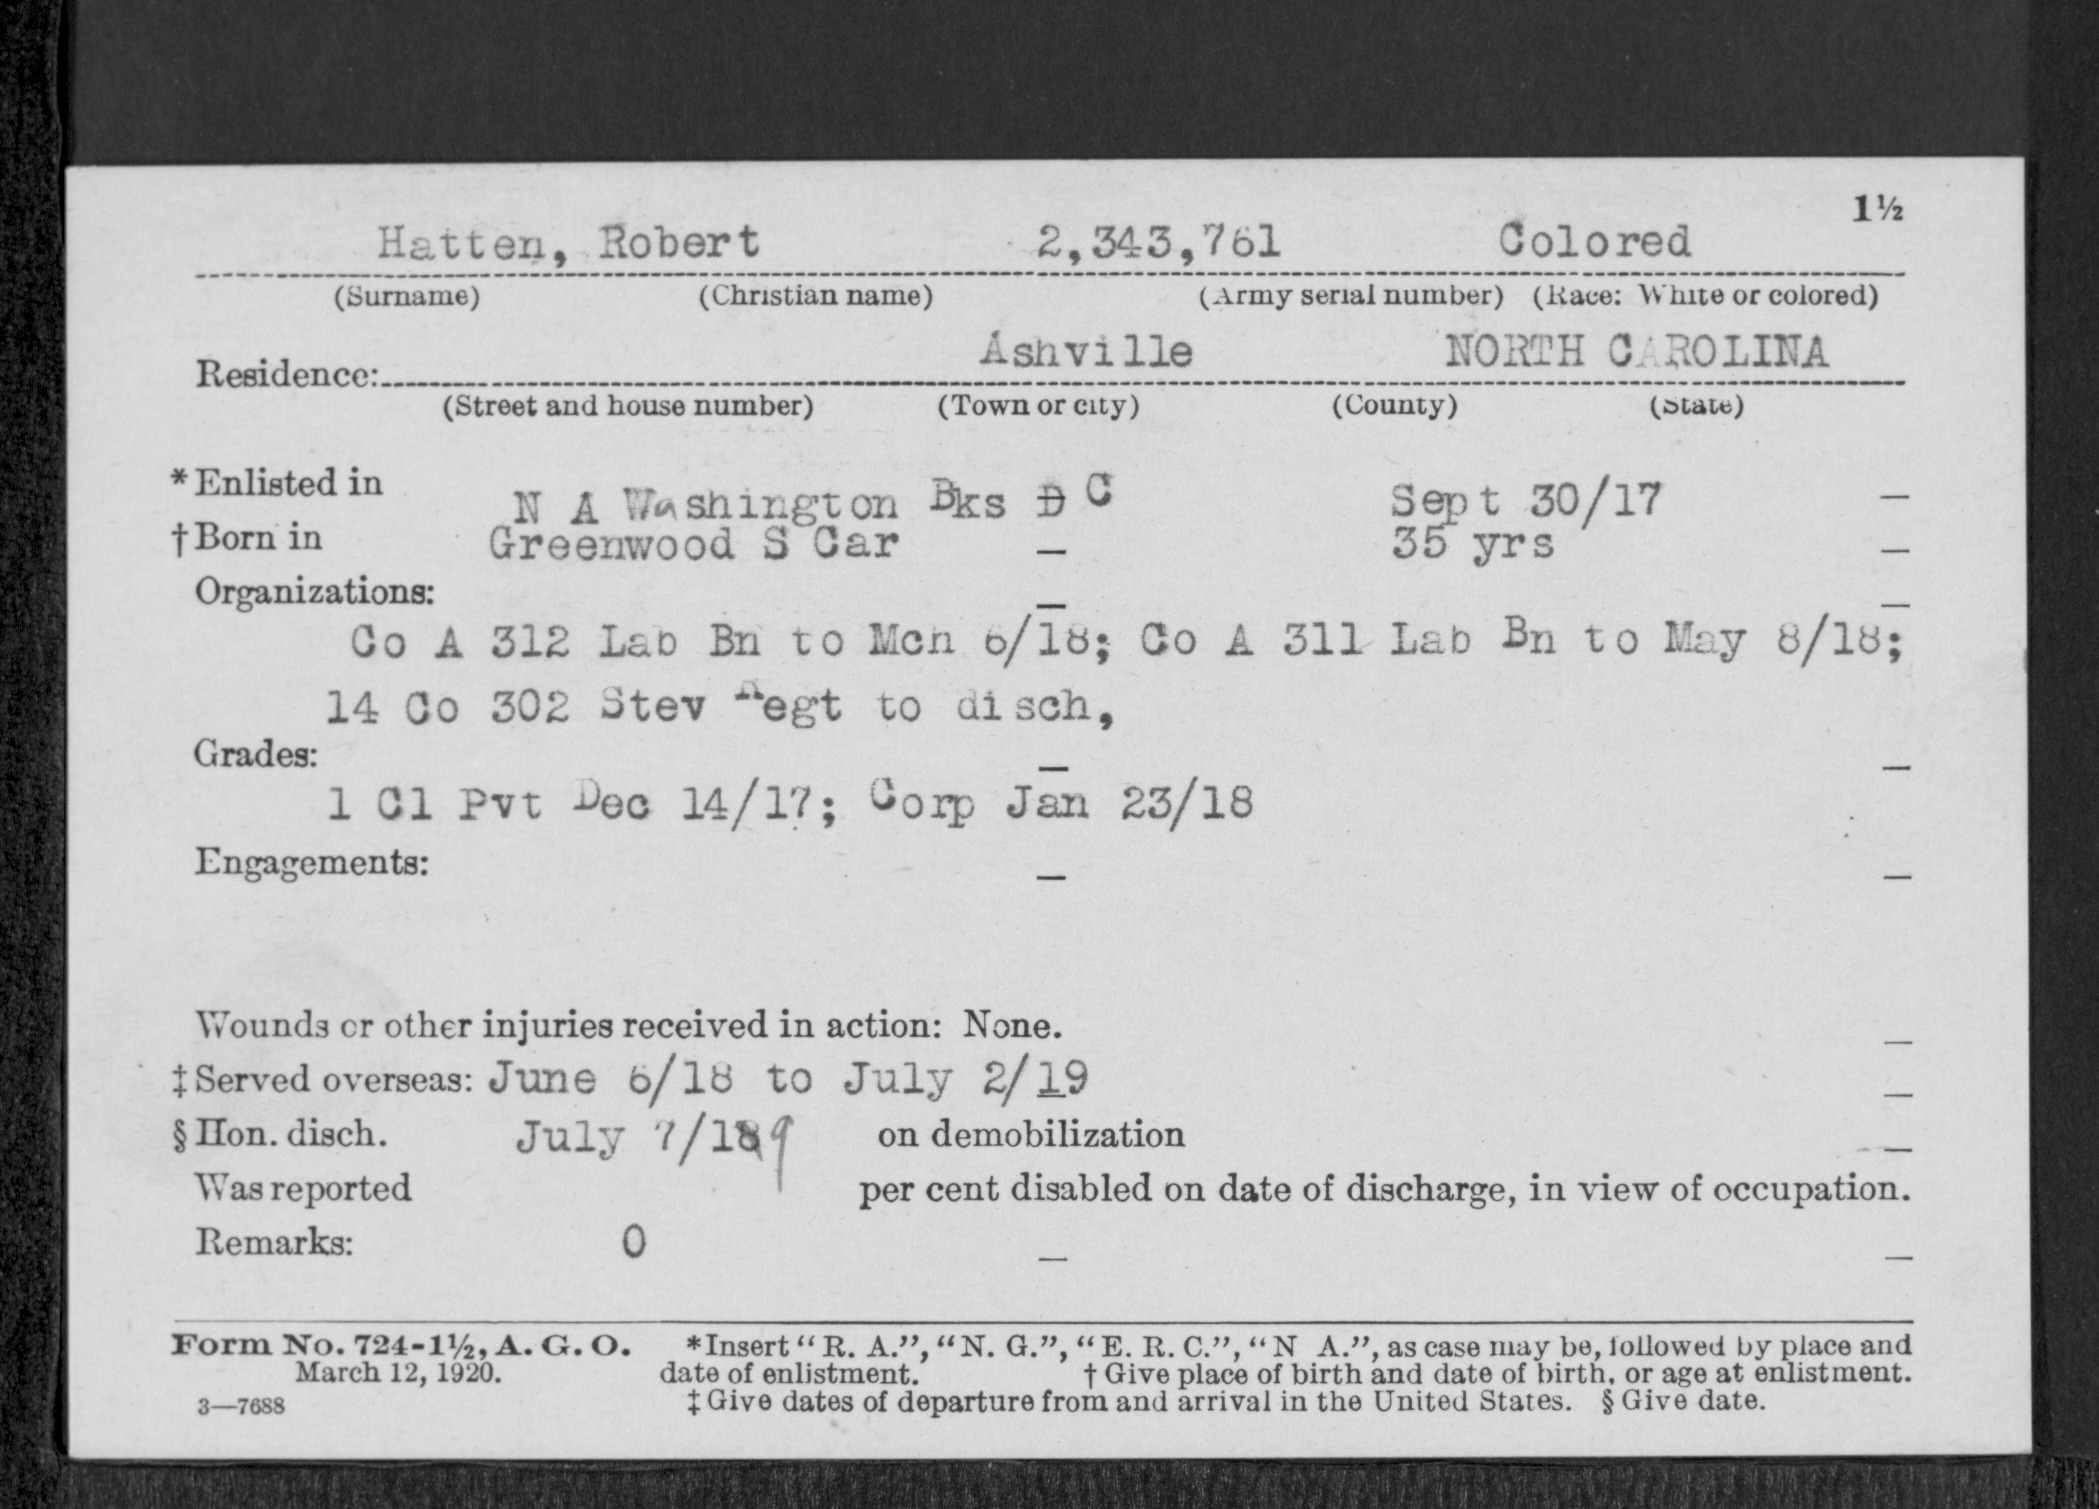 1½
Hatten, Robert 2,343,761 Colored
(Surname) (Christian name) (Army serial number) (Race: White or colored)
Ashville NORTH CAROLINA
Residence:
(Street and house number) (Town or city) (County) (State)
*Enlisted in N A Washington Bks D C Sept 30/17 —
†Born in Greenwood S Car — 35 yrs —
Organizations: — —
Co A 312 Lab Bn to Mch 6/18; Co A 311 Lab Bn to May 8/18;
14 Co 302 Stev Regt to disch,
Grades: — —
1 Cl Pvt Dec 14/17; Corp Jan 23/18
Engagements: — —
Wounds or other injuries received in action: None. —
‡Served overseas: June 6/18 to July 2/19 —
§Hon. disch. July 7/189 on demobilization —
Was reported per cent disabled on date of discharge, in view of occupation.
Remarks: 0 — —
Form No. 724-1½, A. G. O. *Insert "R. A.", "N. G.", "E. R. C.", "N A.", as case may be, followed by place and
March 12, 1920. date of enlistment. †Give place of birth and date of birth, or age at enlistment.
3—7688 ‡Give dates of departure from and arrival in the United States. §Give date.